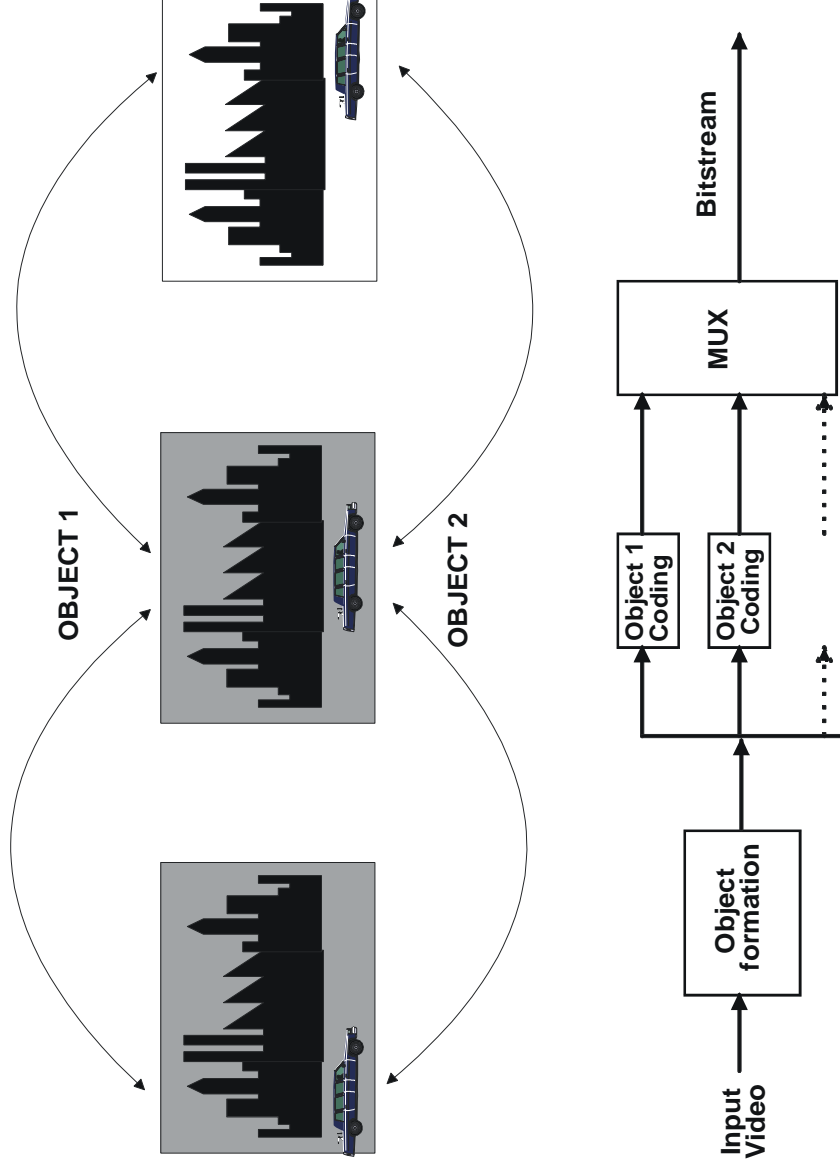 OBJECT 1
OBJECT 2
Input
Video
Object
formation
Object 1
Coding
Object 2
Coding
MUX
Bitstream